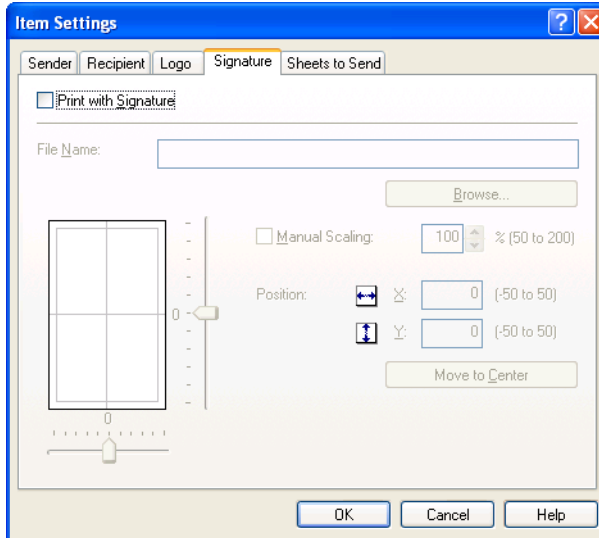 Item Settings
Sender Recipient Logo Signature Sheets to Send
Print with Signature
File Name:
Browse...
Manual Scaling: 100 % (50 to 200)
Position: X: 0 (-50 to 50)
0
Y: 0 (-50 to 50)
Move to Center
0
OK Cancel Help